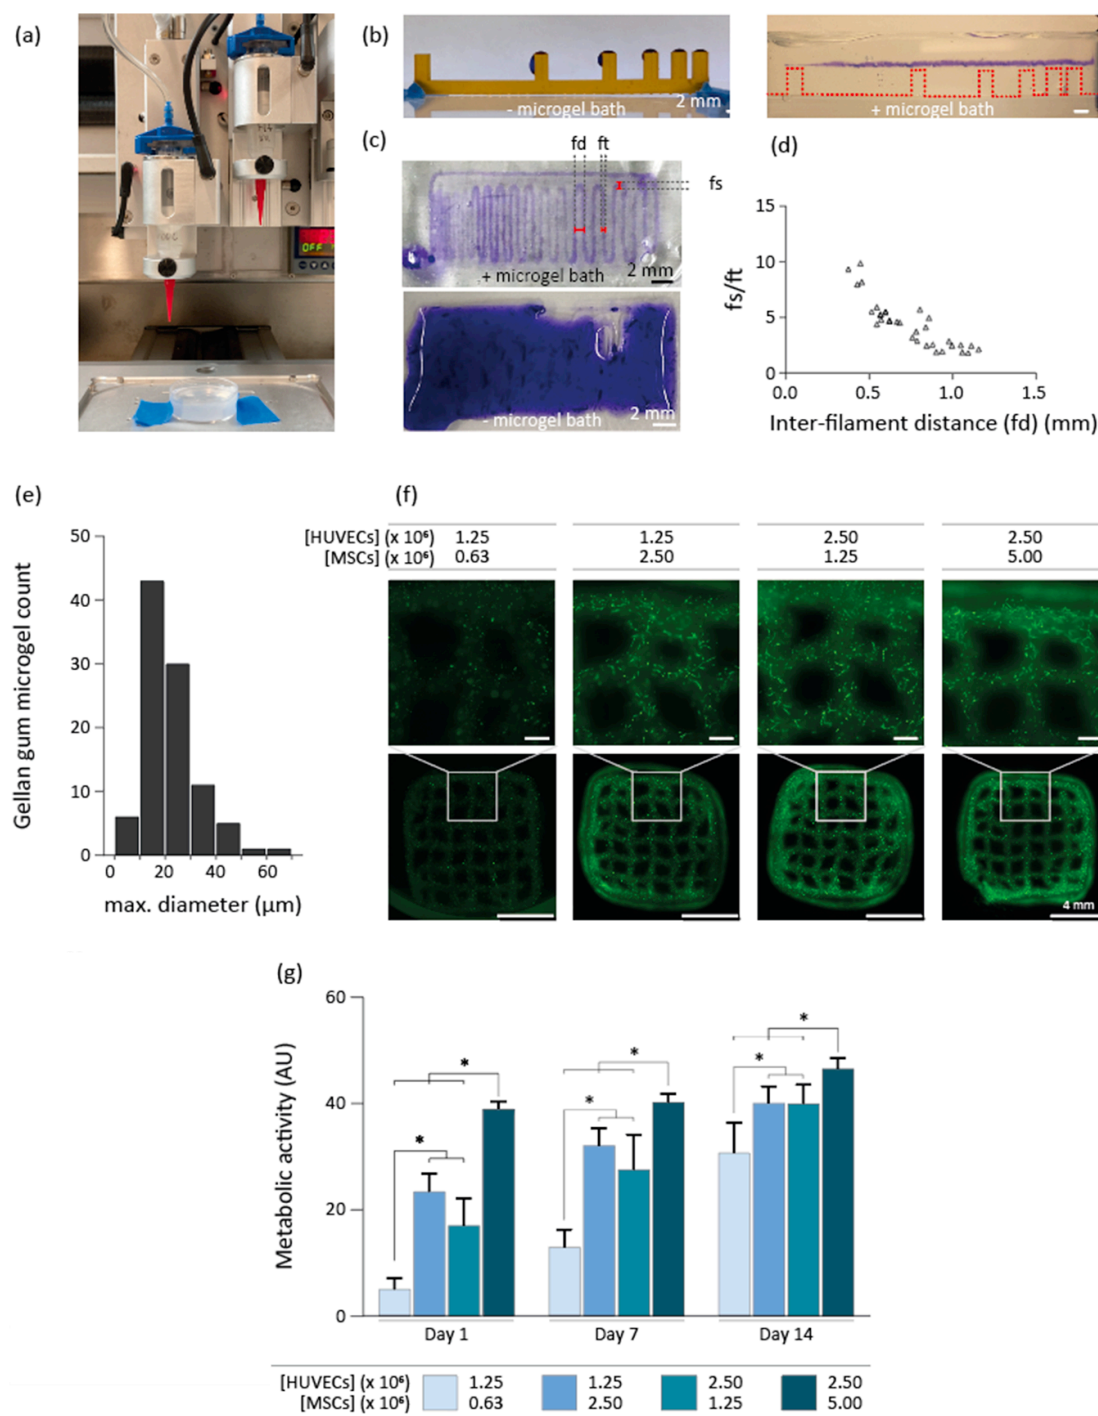 (a)
OFF
(b)
- microgel bath
2 mm
+ microgel bath
(c)
fd ft
fs
+ microgel bath
2 mm
- microgel bath
2 mm
(d)
fs/ft
15
10
5
0
0.0 0.5 1.0 1.5
Inter-filament distance (fd) (mm)
(e)
Gellan gum microgel count
50
40
30
20
10
0
0 20 40 60
max. diameter (μm)
(f)
[HUVECs] (x 10⁶) 1.25 1.25 2.50 2.50
[MSCs] (x 10⁶) 0.63 2.50 1.25 5.00
4 mm
(g)
Metabolic activity (AU)
60
40
20
0
* * * * * *
Day 1 Day 7 Day 14
[HUVECs] (x 10⁶) 1.25 1.25 2.50 2.50
[MSCs] (x 10⁶) 0.63 2.50 1.25 5.00